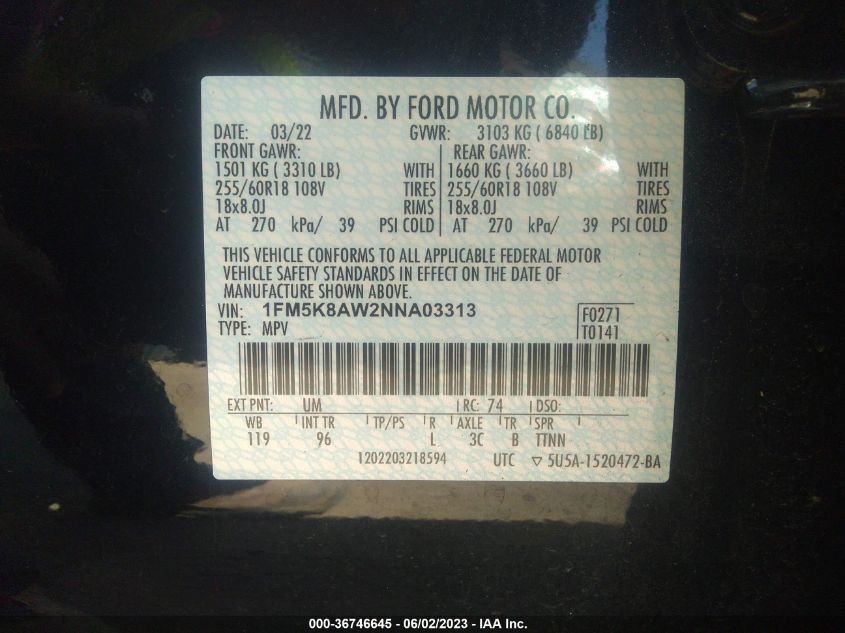 MFD. BY FORD MOTOR CO.
DATE: 03/22 GVWR: 3103 KG ( 6840 LB)
FRONT GAWR: REAR GAWR:
1501 KG ( 3310 LB) WITH 1660 KG ( 3660 LB) WITH
255/60R18 108V TIRES 255/60R18 108V TIRES
18x8.0J RIMS 18x8.0J RIMS
AT 270 kPa/ 39 PSI COLD AT 270 kPa/ 39 PSI COLD
THIS VEHICLE CONFORMS TO ALL APPLICABLE FEDERAL MOTOR
VEHICLE SAFETY STANDARDS IN EFFECT ON THE DATE OF
MANUFACTURE SHOWN ABOVE.
VIN: 1FM5K8AW2NNA03313 F0271
TYPE: MPV T0141
EXT PNT: UM RC: 74 DSO:
WB INT TR TP/PS R AXLE TR SPR
119 96 L 3C B TTNN
1202203218594 UTC ▽ 5U5A-1520472-BA
000-36746645 - 06/02/2023 - IAA Inc.